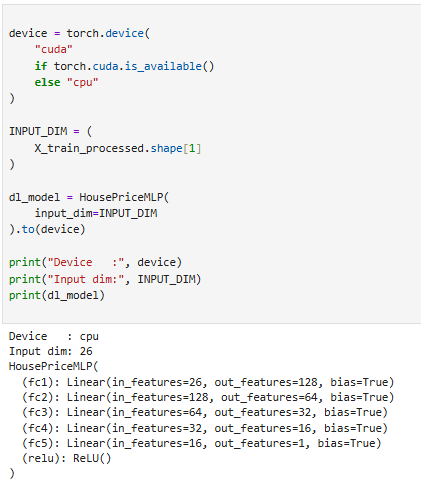 device = torch.device(
    "cuda"
    if torch.cuda.is_available()
    else "cpu"
)
INPUT_DIM = (
    X_train_processed.shape[1]
)
dl_model = HousePriceMLP(
    input_dim=INPUT_DIM
).to(device)
print("Device   :", device)
print("Input dim:", INPUT_DIM)
print(dl_model)
Device   : cpu
Input dim: 26
HousePriceMLP(
  (fc1): Linear(in_features=26, out_features=128, bias=True)
  (fc2): Linear(in_features=128, out_features=64, bias=True)
  (fc3): Linear(in_features=64, out_features=32, bias=True)
  (fc4): Linear(in_features=32, out_features=16, bias=True)
  (fc5): Linear(in_features=16, out_features=1, bias=True)
  (relu): ReLU()
)